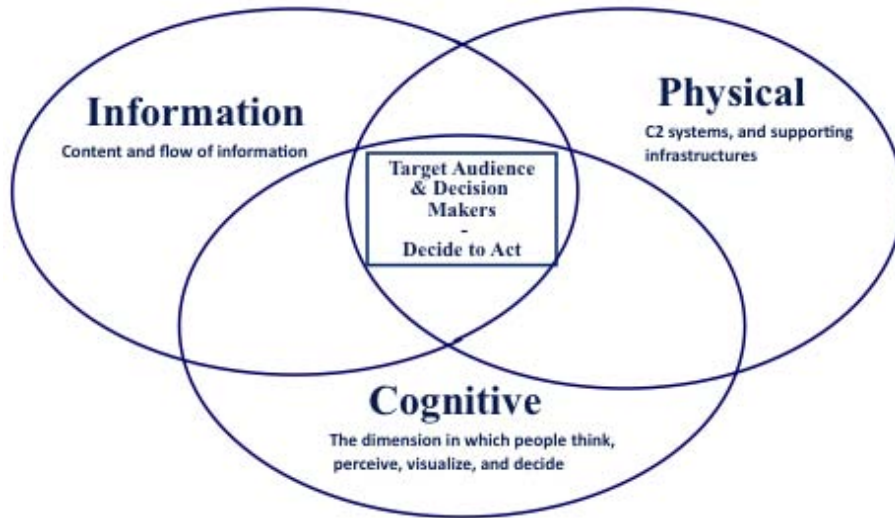 Information
Content and flow of information
Physical
C2 systems, and supporting
infrastructures
Target Audience
& Decision
Makers
-
Decide to Act
Cognitive
The dimension in which people think,
perceive, visualize, and decide